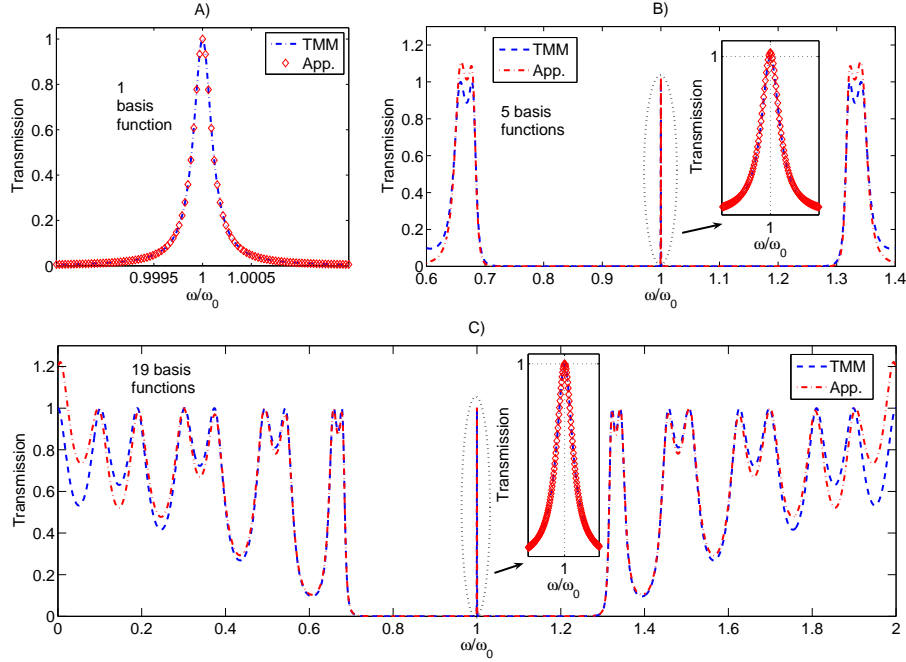 A)
Transmission
1
0.8
0.6
0.4
0.2
0
1
basis
function
TMM
App.
0.9995 1 1.0005
ω/ω0
B)
Transmission
1.2
1
0.8
0.6
0.4
0.2
0
TMM
App.
5 basis
functions
Transmission
1
1
ω/ω0
0.6 0.7 0.8 0.9 1 1.1 1.2 1.3 1.4
ω/ω0
C)
Transmission
1.2
1
0.8
0.6
0.4
0.2
0
19 basis
functions
Transmission
1
1
ω/ω0
TMM
App.
0 0.2 0.4 0.6 0.8 1 1.2 1.4 1.6 1.8 2
ω/ω0